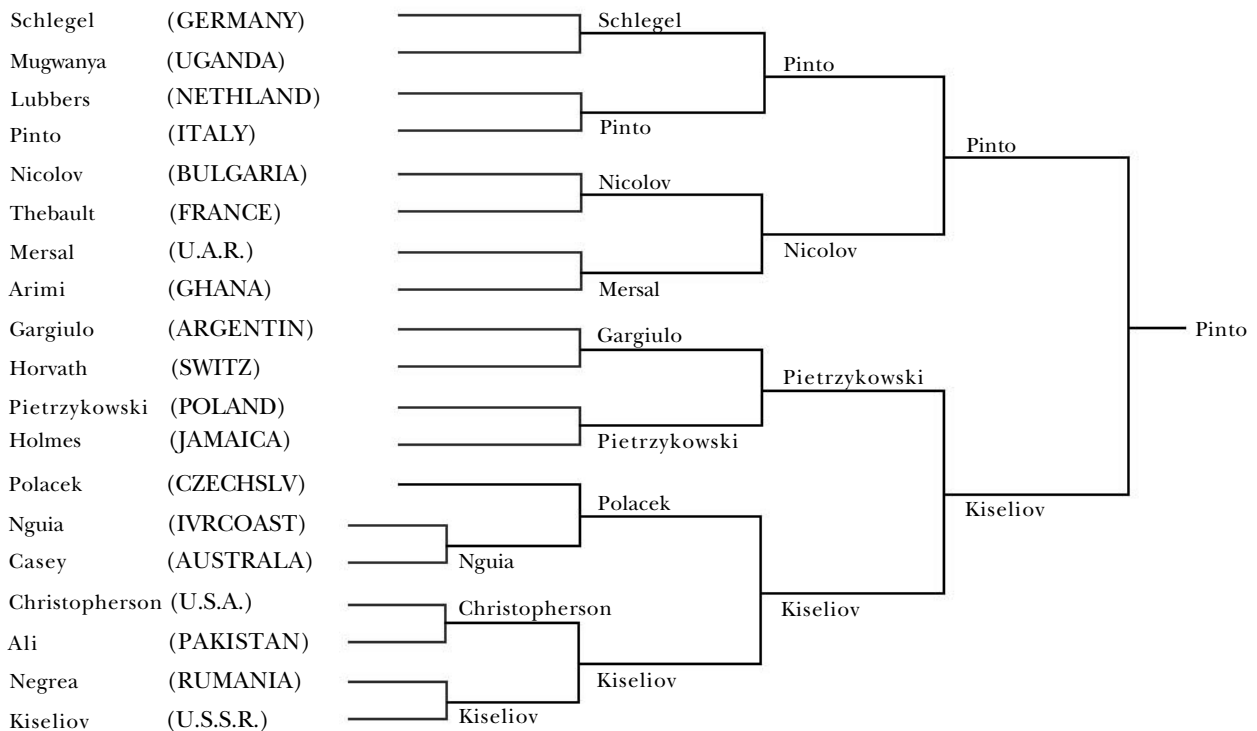 Schlegel (GERMANY)
Mugwanya (UGANDA)
Lubbers (NETHLAND)
Pinto (ITALY)
Nicolov (BULGARIA)
Thebault (FRANCE)
Mersal (U.A.R.)
Arimi (GHANA)
Gargiulo (ARGENTIN)
Horvath (SWITZ)
Pietrzykowski (POLAND)
Holmes (JAMAICA)
Polacek (CZECHSLV)
Nguia (IVRCOAST)
Casey (AUSTRALA)
Christopherson (U.S.A.)
Ali (PAKISTAN)
Negrea (RUMANIA)
Kiseliov (U.S.S.R.)
Nguia
Christopherson
Kiseliov
Schlegel
Pinto
Nicolov
Mersal
Gargiulo
Pietrzykowski
Polacek
Kiseliov
Pinto
Nicolov
Pietrzykowski
Kiseliov
Pinto
Kiseliov
Pinto